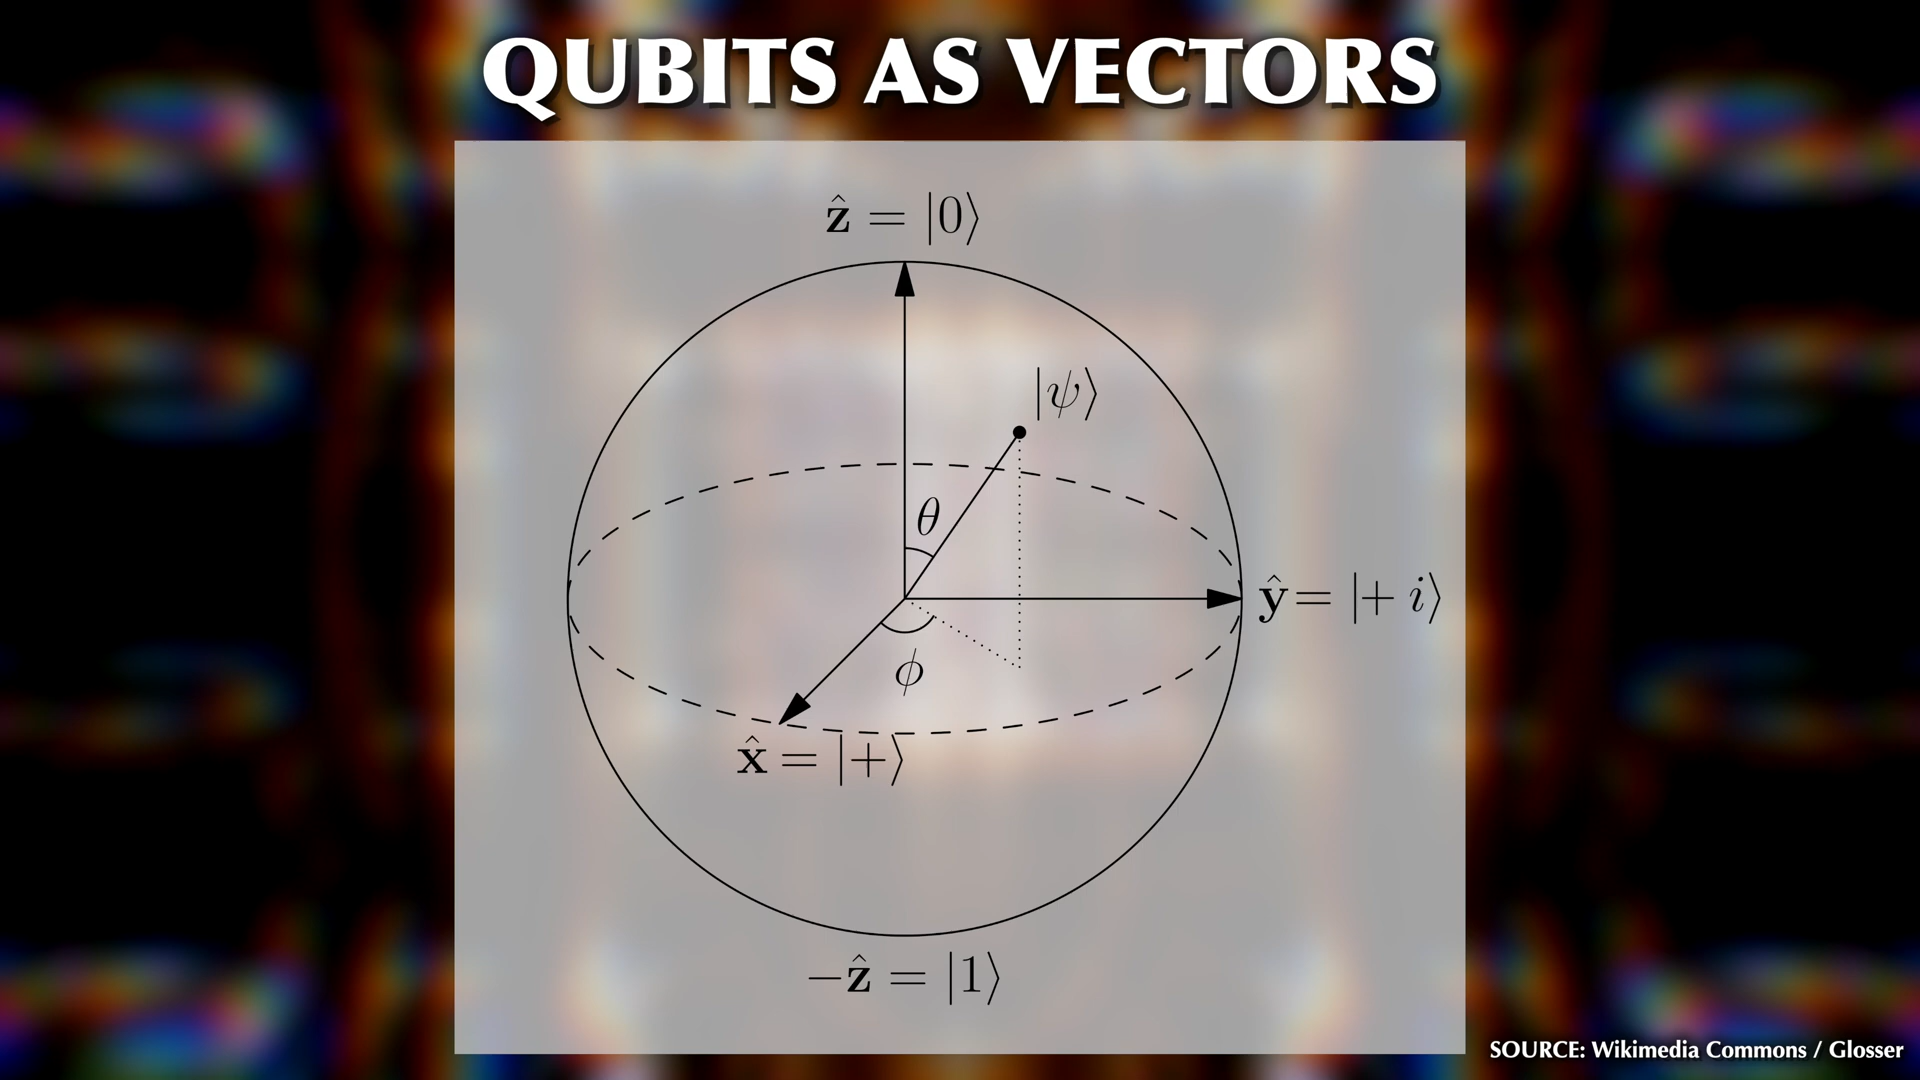 QUBITS AS VECTORS
ẑ = |0⟩
|ψ⟩
θ
ŷ = |+ i⟩
ϕ
x̂ = |+⟩
−ẑ = |1⟩
SOURCE: Wikimedia Commons / Glosser